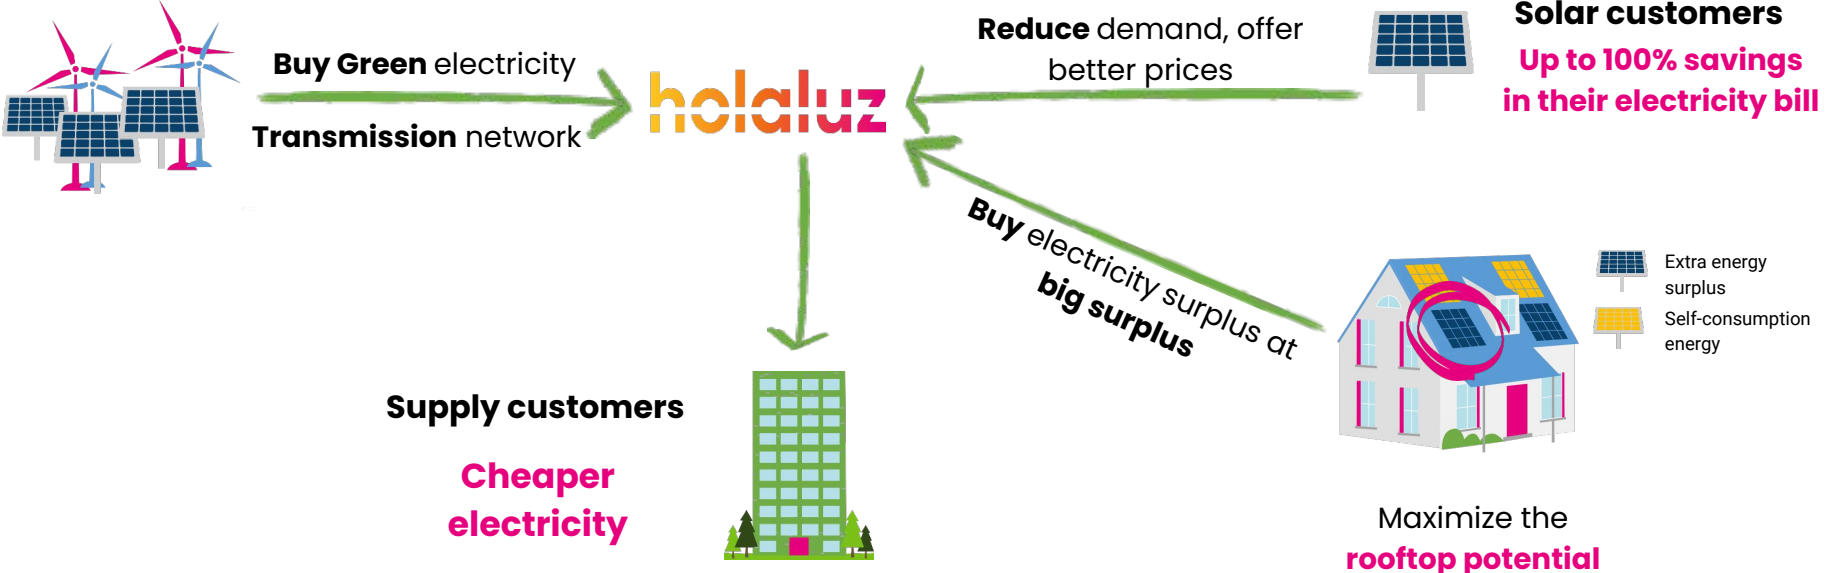 Buy Green electricity
Transmission network
holaluz
Reduce demand, offer
better prices
Solar customers
Up to 100% savings
in their electricity bill
Buy electricity surplus at
big surplus
Extra energy
surplus
Self-consumption
energy
Supply customers
Cheaper
electricity
Maximize the
rooftop potential